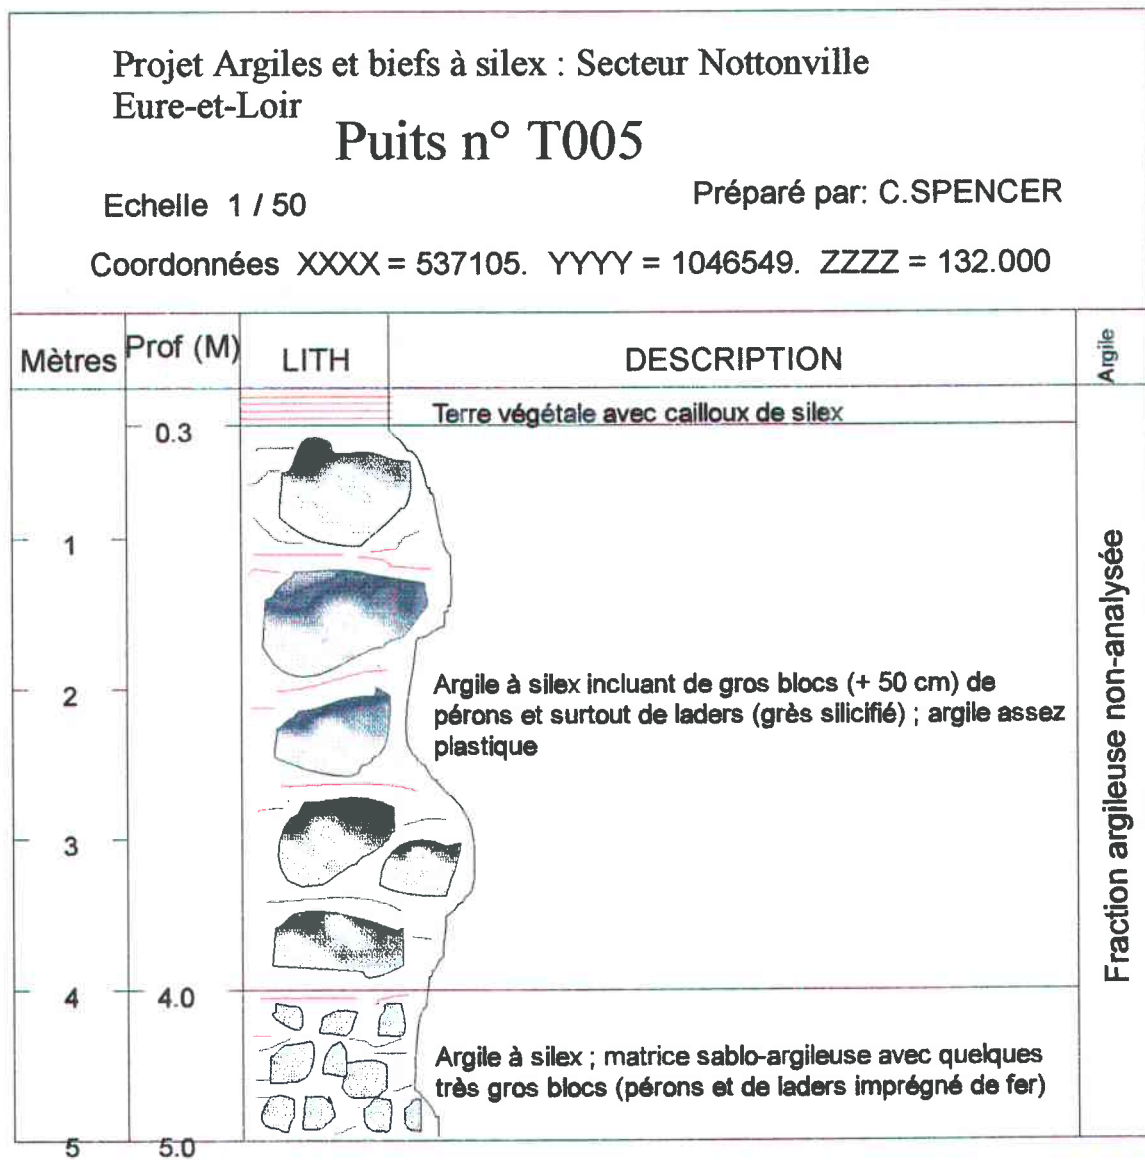 Projet Argiles et biefs à silex : Secteur Nottonville
Eure-et-Loir
Puits n° T005
Echelle 1 / 50
Préparé par: C.SPENCER
Coordonnées XXXX = 537105. YYYY = 1046549. ZZZZ = 132.000
Mètres
Prof (M)
LITH
DESCRIPTION
Argile
Terre végétale avec cailloux de silex
0.3
1
2
Argile à silex incluant de gros blocs (+ 50 cm) de
pérons et surtout de laders (grès silicifié) ; argile assez
plastique
3
Fraction argileuse non-analysée
4
4.0
Argile à silex ; matrice sablo-argileuse avec quelques
très gros blocs (pérons et de laders imprégné de fer)
5
5.0